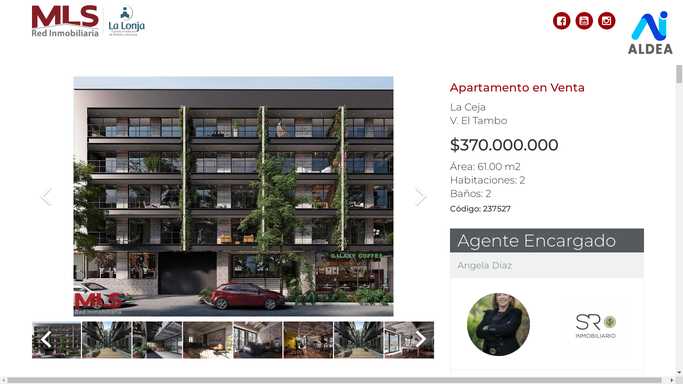 MLS
Red Inmobiliaria
La Lonja
ALDEA
Apartamento en Venta
La Ceja
V. El Tambo
$370.000.000
Área: 61.00 m2
Habitaciones: 2
Baños: 2
Código: 237527
GALAXY COFFEE
MLS
Red Inmobiliaria
Agente Encargado
Angela Diaz
SR
INMOBILIARIO